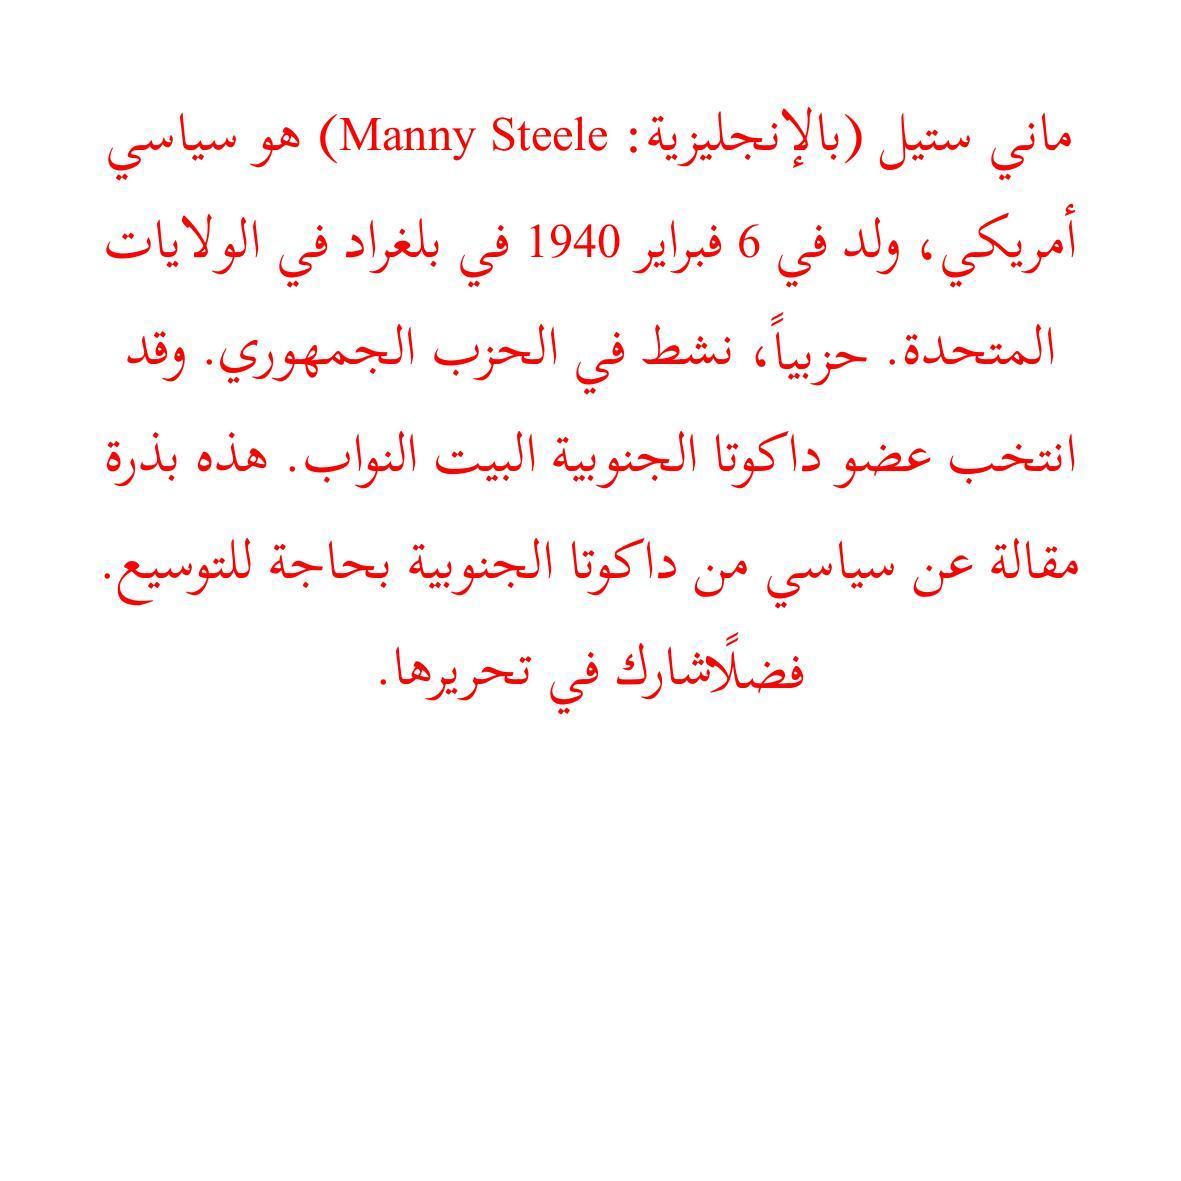 ماني ستيل (بالإنجليزية: Manny Steele) هو سياسي
أمريكي، ولد في 6 فبراير 1940 في بلغراد في الولايات
المتحدة. حزبياً، نشط في الحزب الجمهوري. وقد
انتخب عضو داكوتا الجنوبية البيت النواب. هذه بذرة
مقالة عن سياسي من داكوتا الجنوبية بحاجة للتوسيع.
فضلًاشارك في تحريرها.